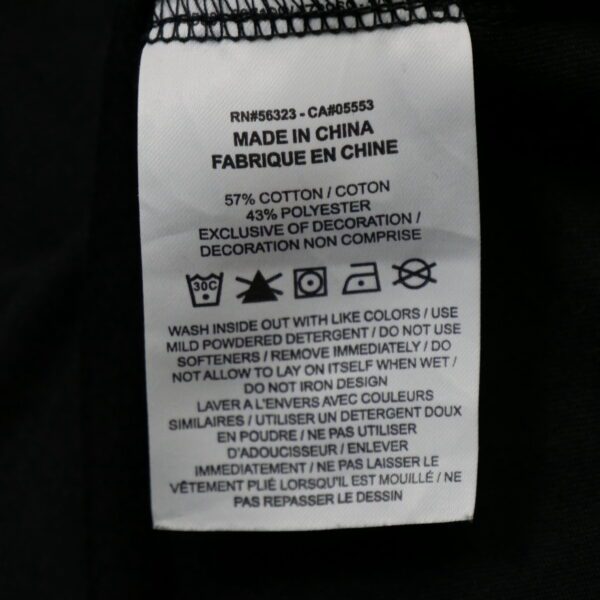 RN#56323 - CA#05553
MADE IN CHINA
FABRIQUE EN CHINE
57% COTTON / COTON
43% POLYESTER
EXCLUSIVE OF DECORATION /
DECORATION NON COMPRISE
30C
WASH INSIDE OUT WITH LIKE COLORS / USE
MILD POWDERED DETERGENT / DO NOT USE
SOFTENERS / REMOVE IMMEDIATELY / DO
NOT ALLOW TO LAY ON ITSELF WHEN WET /
DO NOT IRON DESIGN
LAVER A L'ENVERS AVEC COULEURS
SIMILAIRES / UTILISER UN DETERGENT DOUX
EN POUDRE / NE PAS UTILISER
D'ADOUCISSEUR / ENLEVER
IMMEDIATEMENT / NE PAS LAISSER LE
VÊTEMENT PLIÉ LORSQU'IL EST MOUILLÉ / NE
PAS REPASSER LE DESSIN